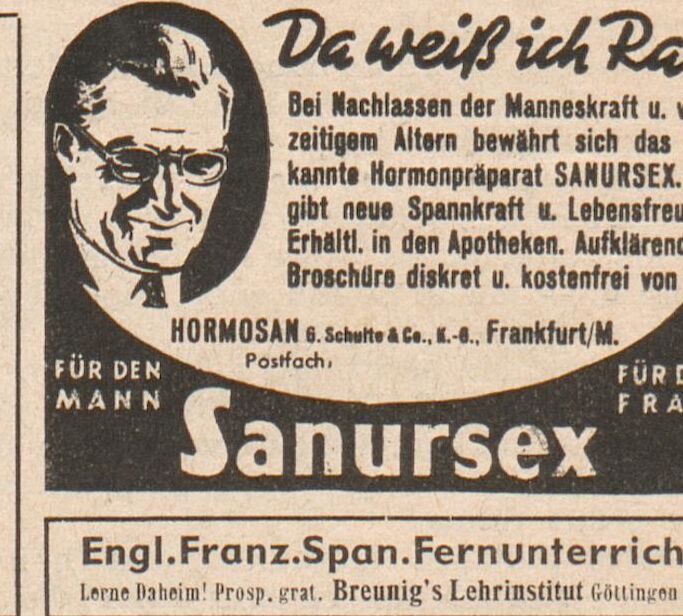 Da weiß ich Ra
Bei Nachlassen der Manneskraft u. v
zeitigem Altern bewährt sich das
kannte Hormonpräparat SANURSEX.
gibt neue Spannkraft u. Lebensfreu
Erhältl. in den Apotheken. Aufklärend
Broschüre diskret u. kostenfrei von
HORMOSAN G. Schulte & Co., K.-G., Frankfurt/M.
Postfach,
FÜR DEN
MANN
FÜR D
FRA
Sanursex
Engl.Franz.Span.Fernunterrich
Lerne Daheim! Prosp. grat. Breunig's Lehrinstitut Göttingen